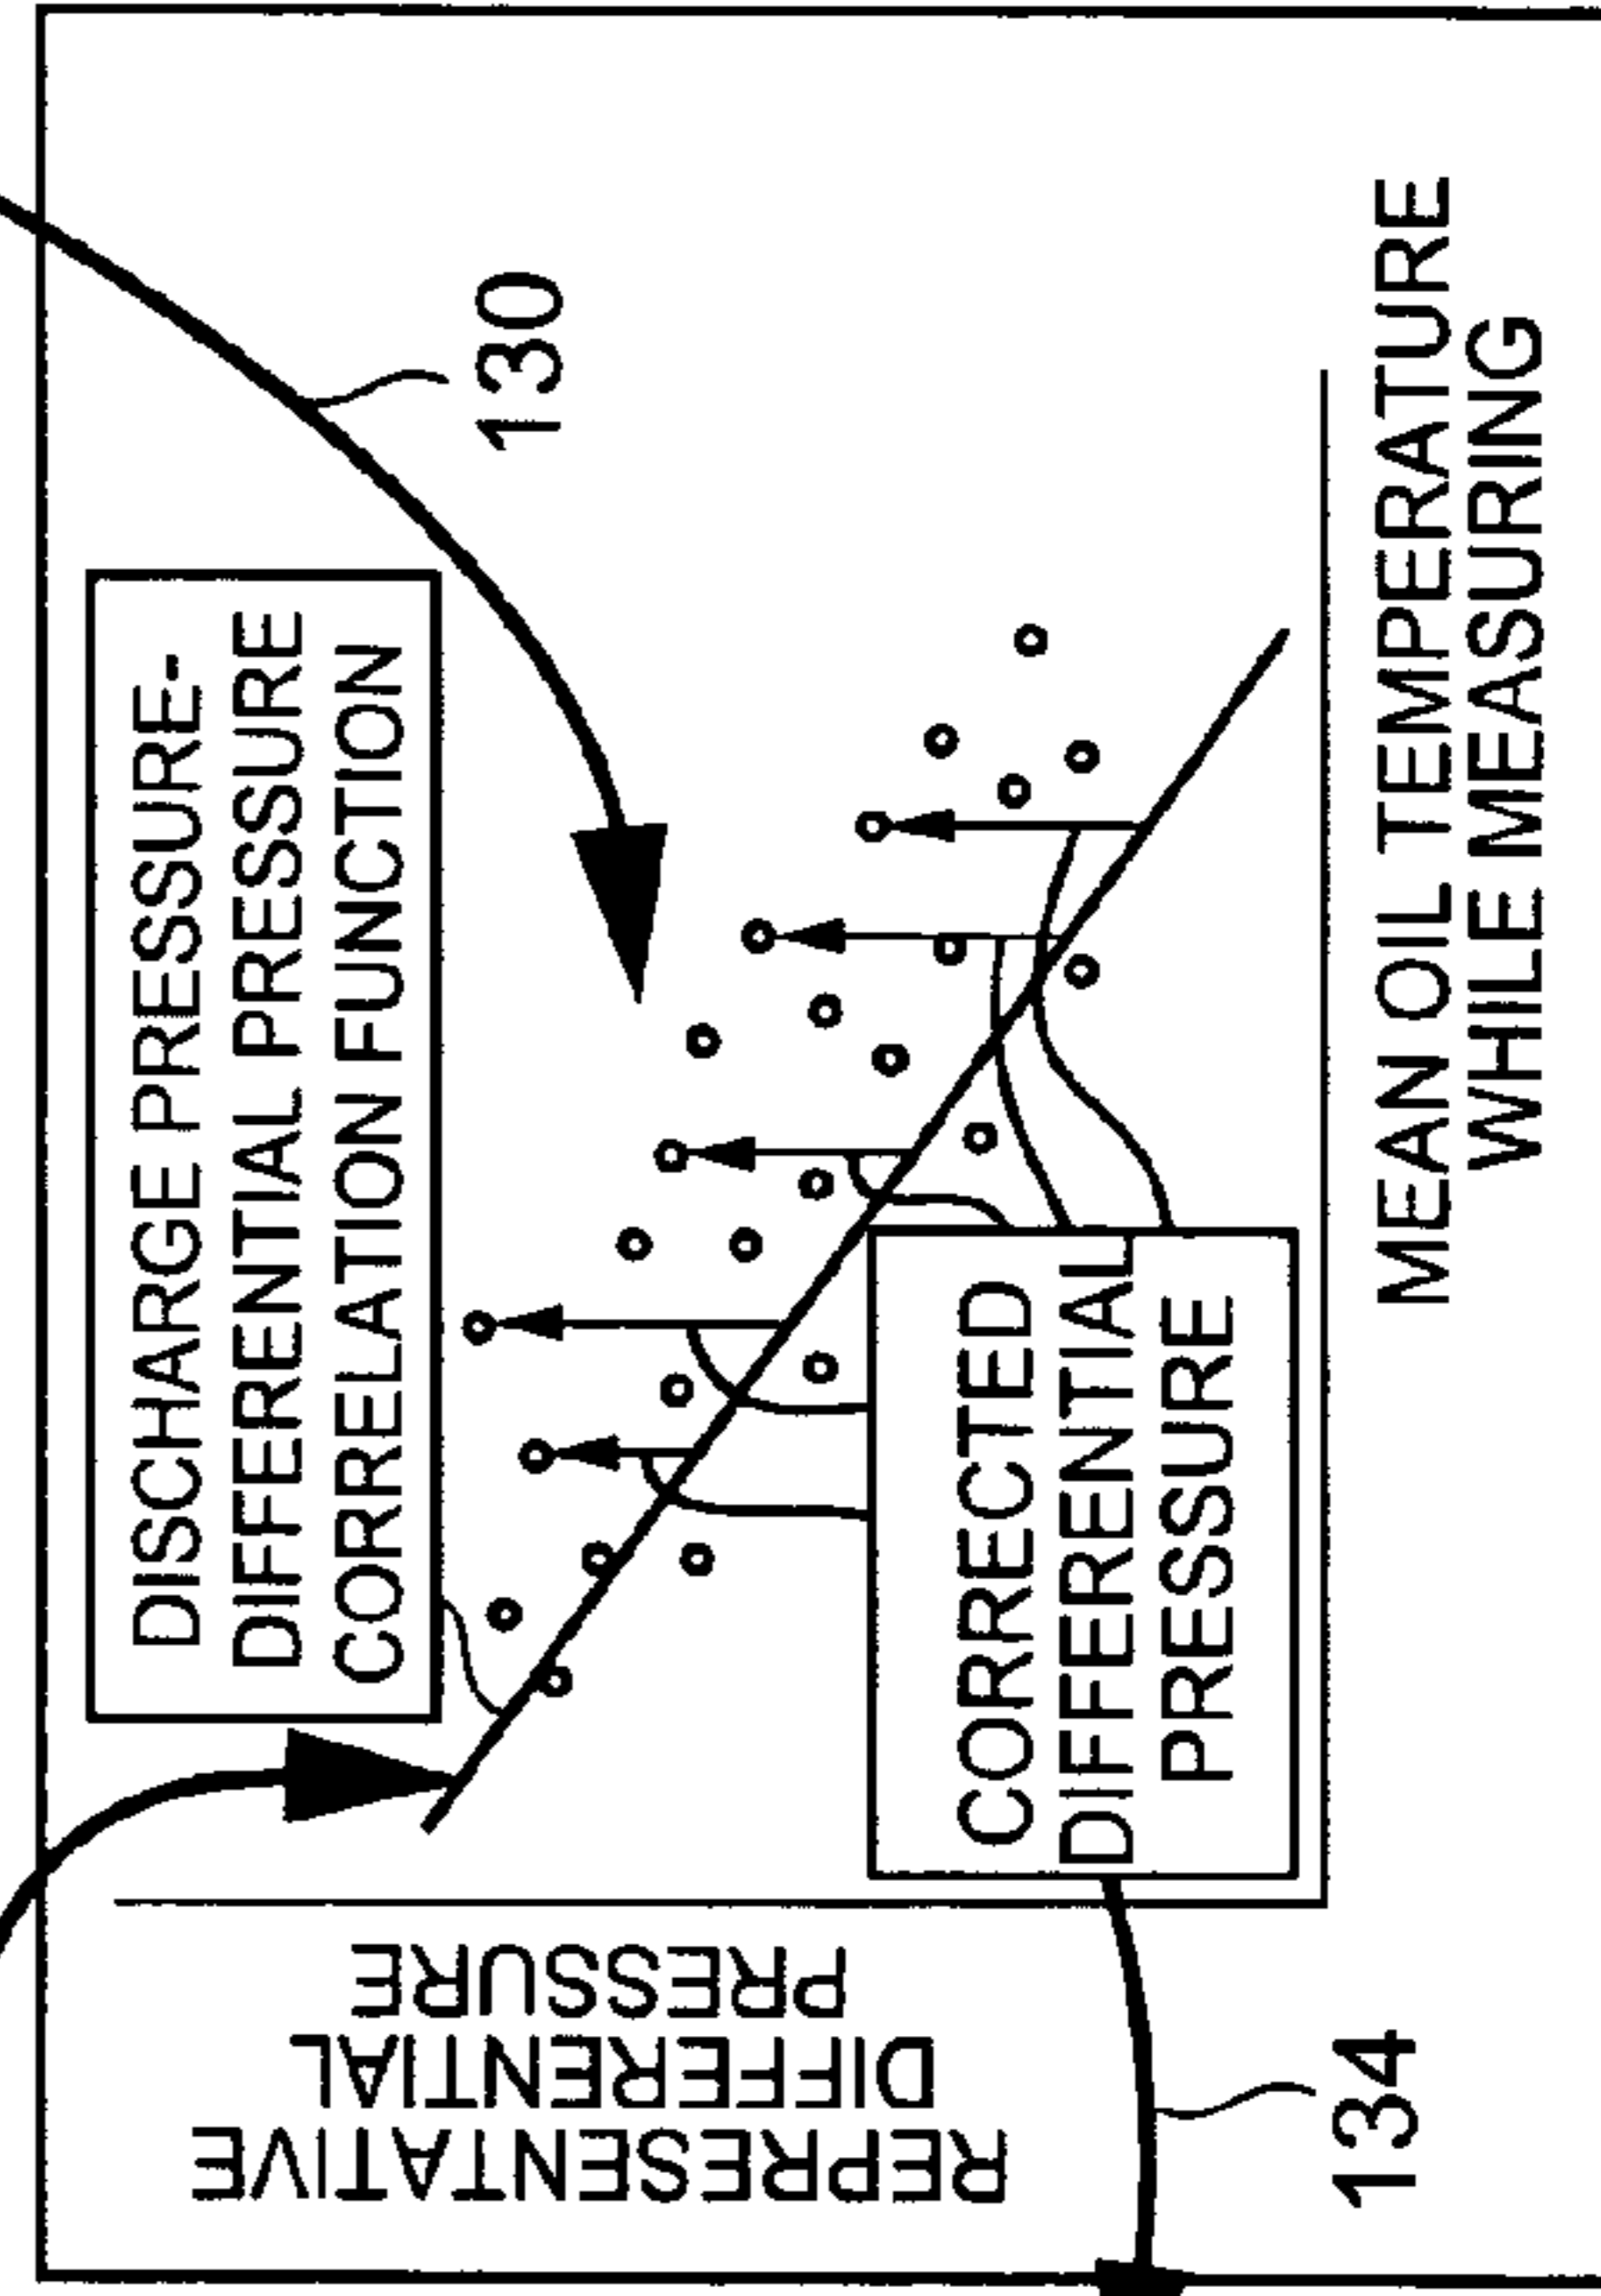 DISCHARGE PRESSURE-
DIFFERENTIAL PRESSURE
CORRELATION FUNCTION
130
REPRESENTATIVE
DIFFERENTIAL
PRESSURE
CORRECTED
DIFFERENTIAL
PRESSURE
134
MEAN OIL TEMPERATURE
WHILE MEASURING